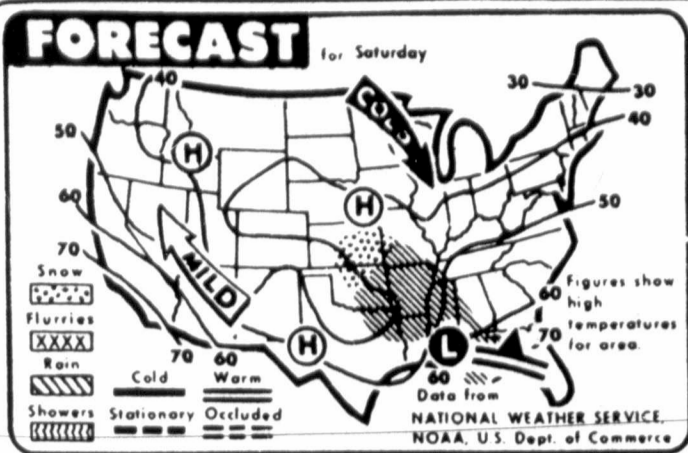 FORECAST for Saturday
40
30
30
40
50
COLD
H
H
50
60
MILD
70
Snow
Flurries
Rain
Showers
H
L
60
70
Figures show
high
temperatures
for area.
70 60
60
Cold Warm
Stationary Occluded
Data from
NATIONAL WEATHER SERVICE,
NOAA, U.S. Dept. of Commerce